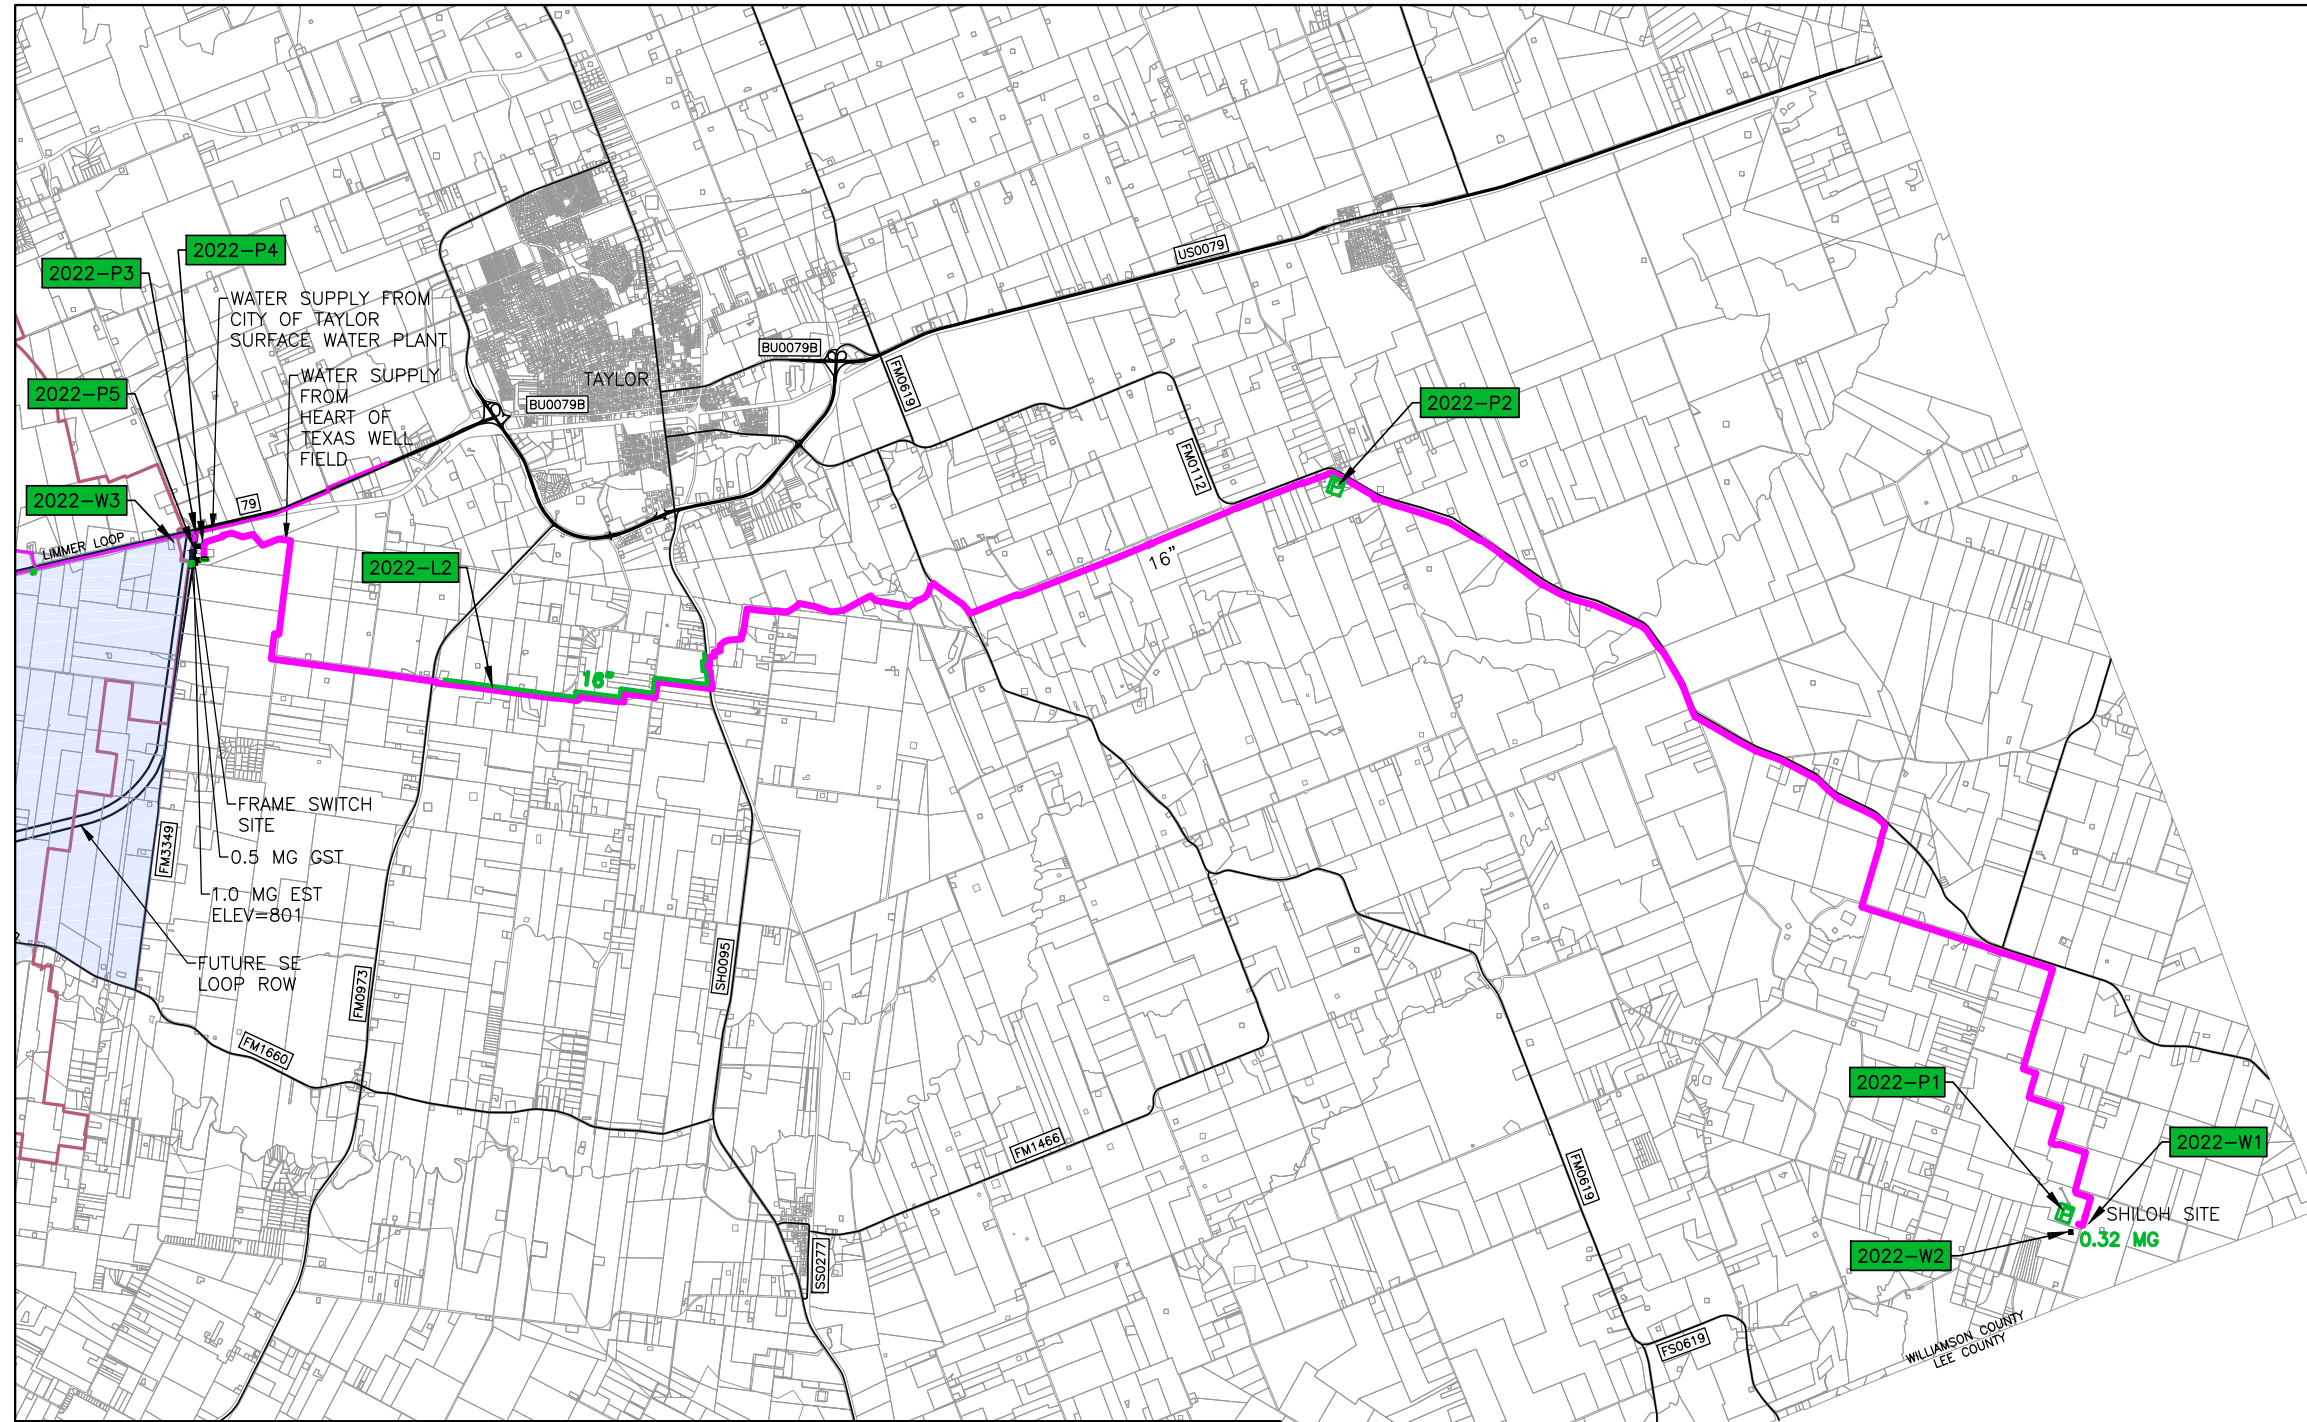 2022-P4
2022-P3
WATER SUPPLY FROM
CITY OF TAYLOR
SURFACE WATER PLANT
US0079
BU0079B
WATER SUPPLY
FROM
HEART OF
TEXAS WELL
FIELD
TAYLOR
2022-P5
BU0079B
FM0619
2022-P2
FM0112
2022-W3
79
LIMMER LOOP
16"
2022-L2
16"
FRAME SWITCH
SITE
0.5 MG GST
FM3349
1.0 MG EST
ELEV=801
FUTURE SE
LOOP ROW
FM0973
SH0095
FM1660
2022-P1
FM1466
2022-W1
FM0619
SHILOH SITE
0.32 MG
2022-W2
SS0277
FS0619
WILLIAMSON COUNTY
LEE COUNTY